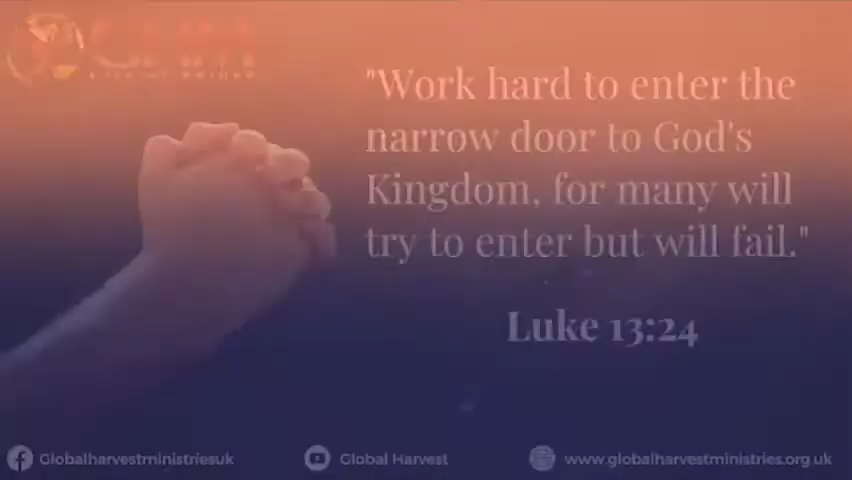 "Work hard to enter the
narrow door to God's
Kingdom, for many will
try to enter but will fail."
Luke 13:24
Globalharvestministriesuk
Global Harvest
www.globalharvestministries.org.uk